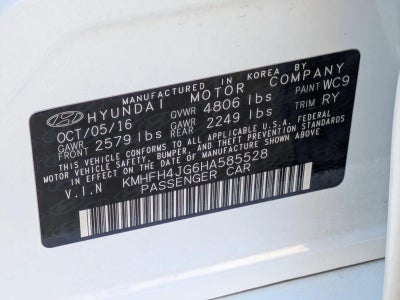 MANUFACTURED IN KOREA BY
HYUNDAI MOTOR COMPANY
OCT/05/16 GVWR 4806 lbs PAINT WC9
GAWR FRONT 2579 lbs GAWR REAR 2249 lbs TRIM RY
THIS VEHICLE CONFORMS TO ALL APPLICABLE U.S.A. FEDERAL
MOTOR VEHICLE SAFETY, BUMPER, AND THEFT PREVENTION STANDARDS
IN EFFECT ON THE DATE OF MANUFACTURE SHOWN ABOVE.
V.I.N KMHFH4JG6HA585528
PASSENGER CAR